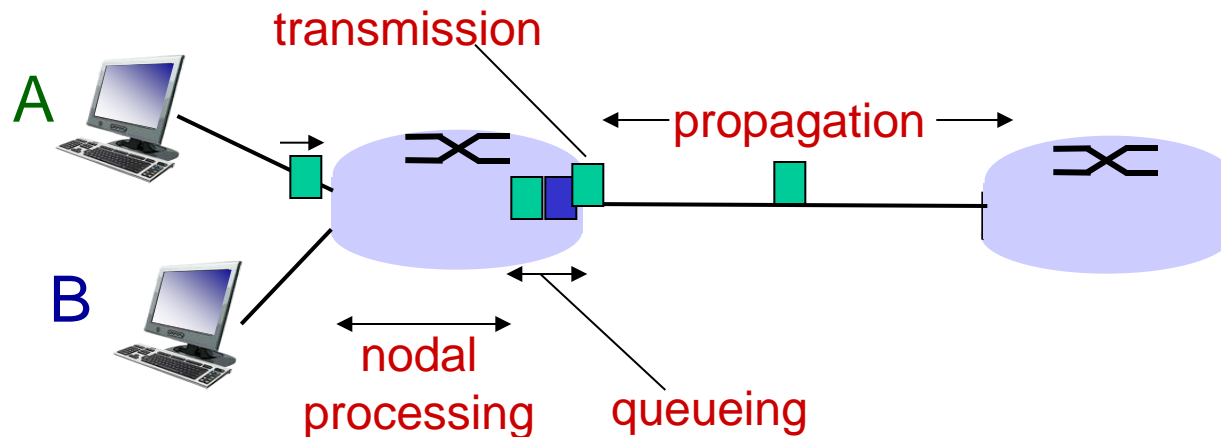 transmission
A
propagation
B
nodal
processing
queueing